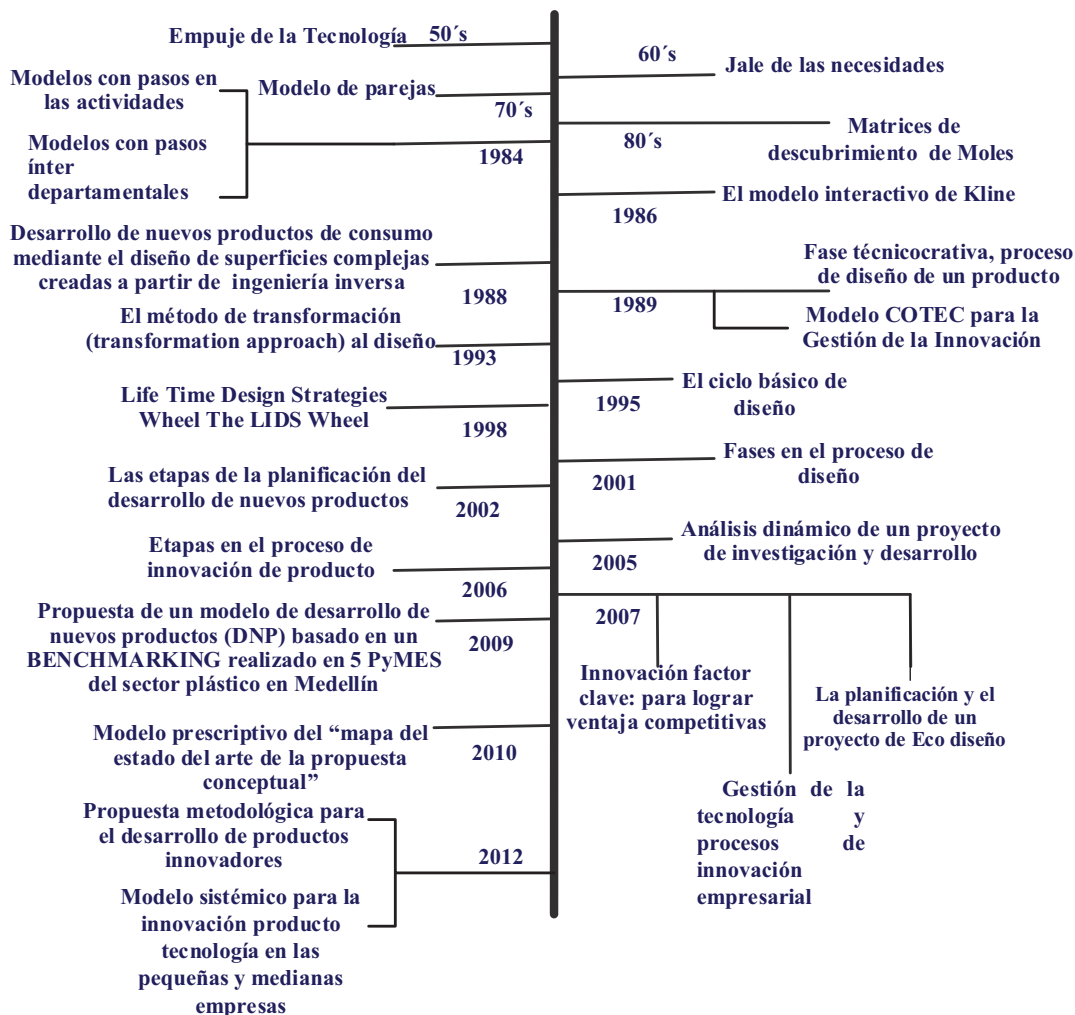 Empuje de la Tecnología
50´s
60´s
Jale de las necesidades
Modelos con pasos en
las actividades
Modelo de parejas
70´s
Modelos con pasos
ínter
departamentales
1984
80´s
Matrices de
descubrimiento de Moles
1986
El modelo interactivo de Kline
Desarrollo de nuevos productos de consumo
mediante el diseño de superficies complejas
creadas a partir de ingeniería inversa
1988
1989
Fase técnicocrativa, proceso
de diseño de un producto
Modelo COTEC para la
Gestión de la Innovación
El método de transformación
(transformation approach) al diseño
1993
1995
El ciclo básico de
diseño
Life Time Design Strategies
Wheel The LIDS Wheel
1998
2001
Fases en el proceso de
diseño
Las etapas de la planificación del
desarrollo de nuevos productos
2002
2005
Análisis dinámico de un proyecto
de investigación y desarrollo
Etapas en el proceso de
innovación de producto
2006
2007
Innovación factor
clave: para lograr
ventaja competitivas
La planificación y el
desarrollo de un
proyecto de Eco diseño
Gestión de la
tecnología y
procesos de
innovación
empresarial
Propuesta de un modelo de desarrollo de
nuevos productos (DNP) basado en un
BENCHMARKING realizado en 5 PyMES
del sector plástico en Medellín
2009
Modelo prescriptivo del “mapa del
estado del arte de la propuesta
conceptual”
2010
Propuesta metodológica para
el desarrollo de productos
innovadores
2012
Modelo sistémico para la
innovación producto
tecnología en las
pequeñas y medianas
empresas